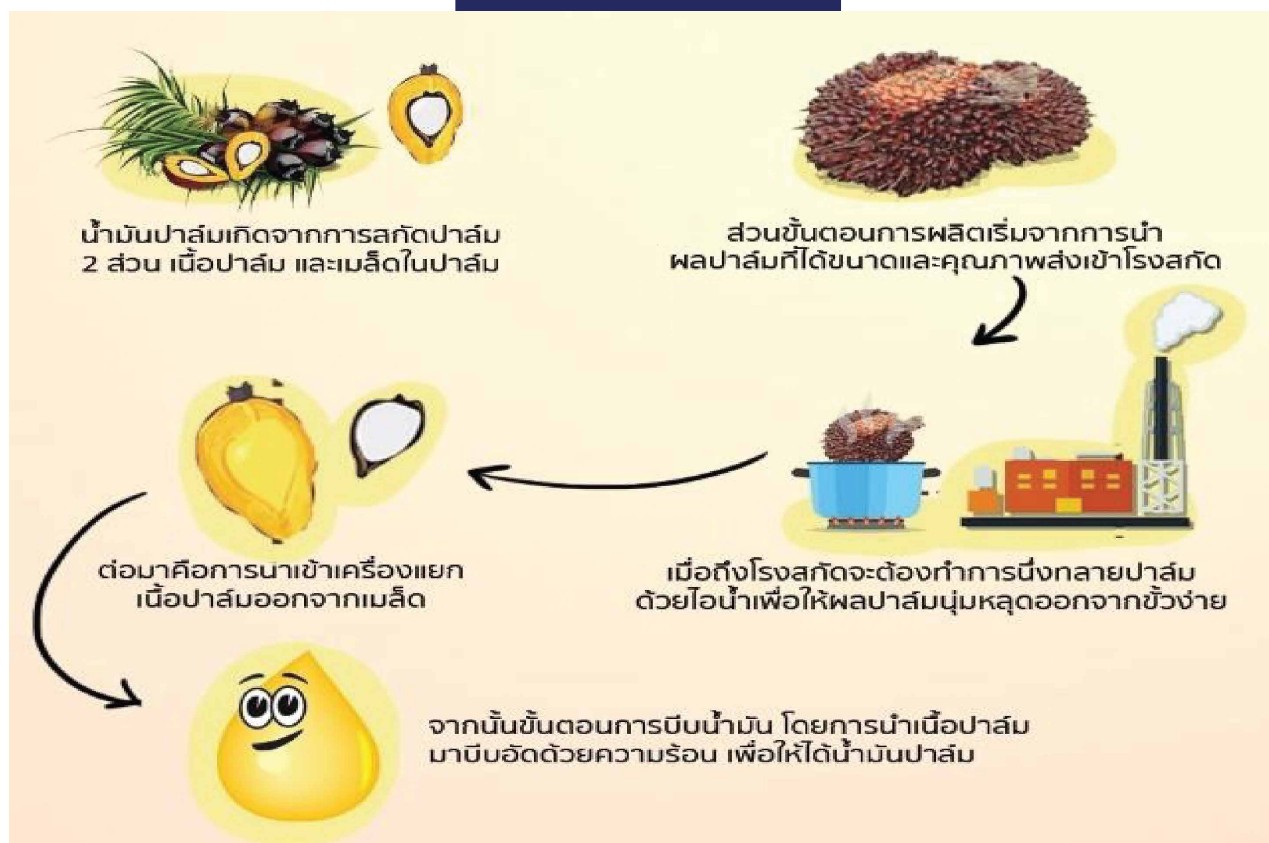 น้ำมันปาล์มเกิดจากการสกัดปาล์ม
2 ส่วน เนื้อปาล์ม และเมล็ดในปาล์ม
ส่วนขั้นตอนการผลิตเริ่มจากการนำ
ผลปาล์มที่ได้ขนาดและคุณภาพส่งเข้าโรงสกัด
เมื่อถึงโรงสกัดจะต้องทำการนึ่งทลายปาล์ม
ด้วยไอน้ำเพื่อให้ผลปาล์มนุ่มหลุดออกจากขั้วง่าย
ต่อมาคือการนำเข้าเครื่องแยก
เนื้อปาล์มออกจากเมล็ด
จากนั้นขั้นตอนการบีบน้ำมัน โดยการนำเนื้อปาล์ม
มาบีบอัดด้วยความร้อน เพื่อให้ได้น้ำมันปาล์ม